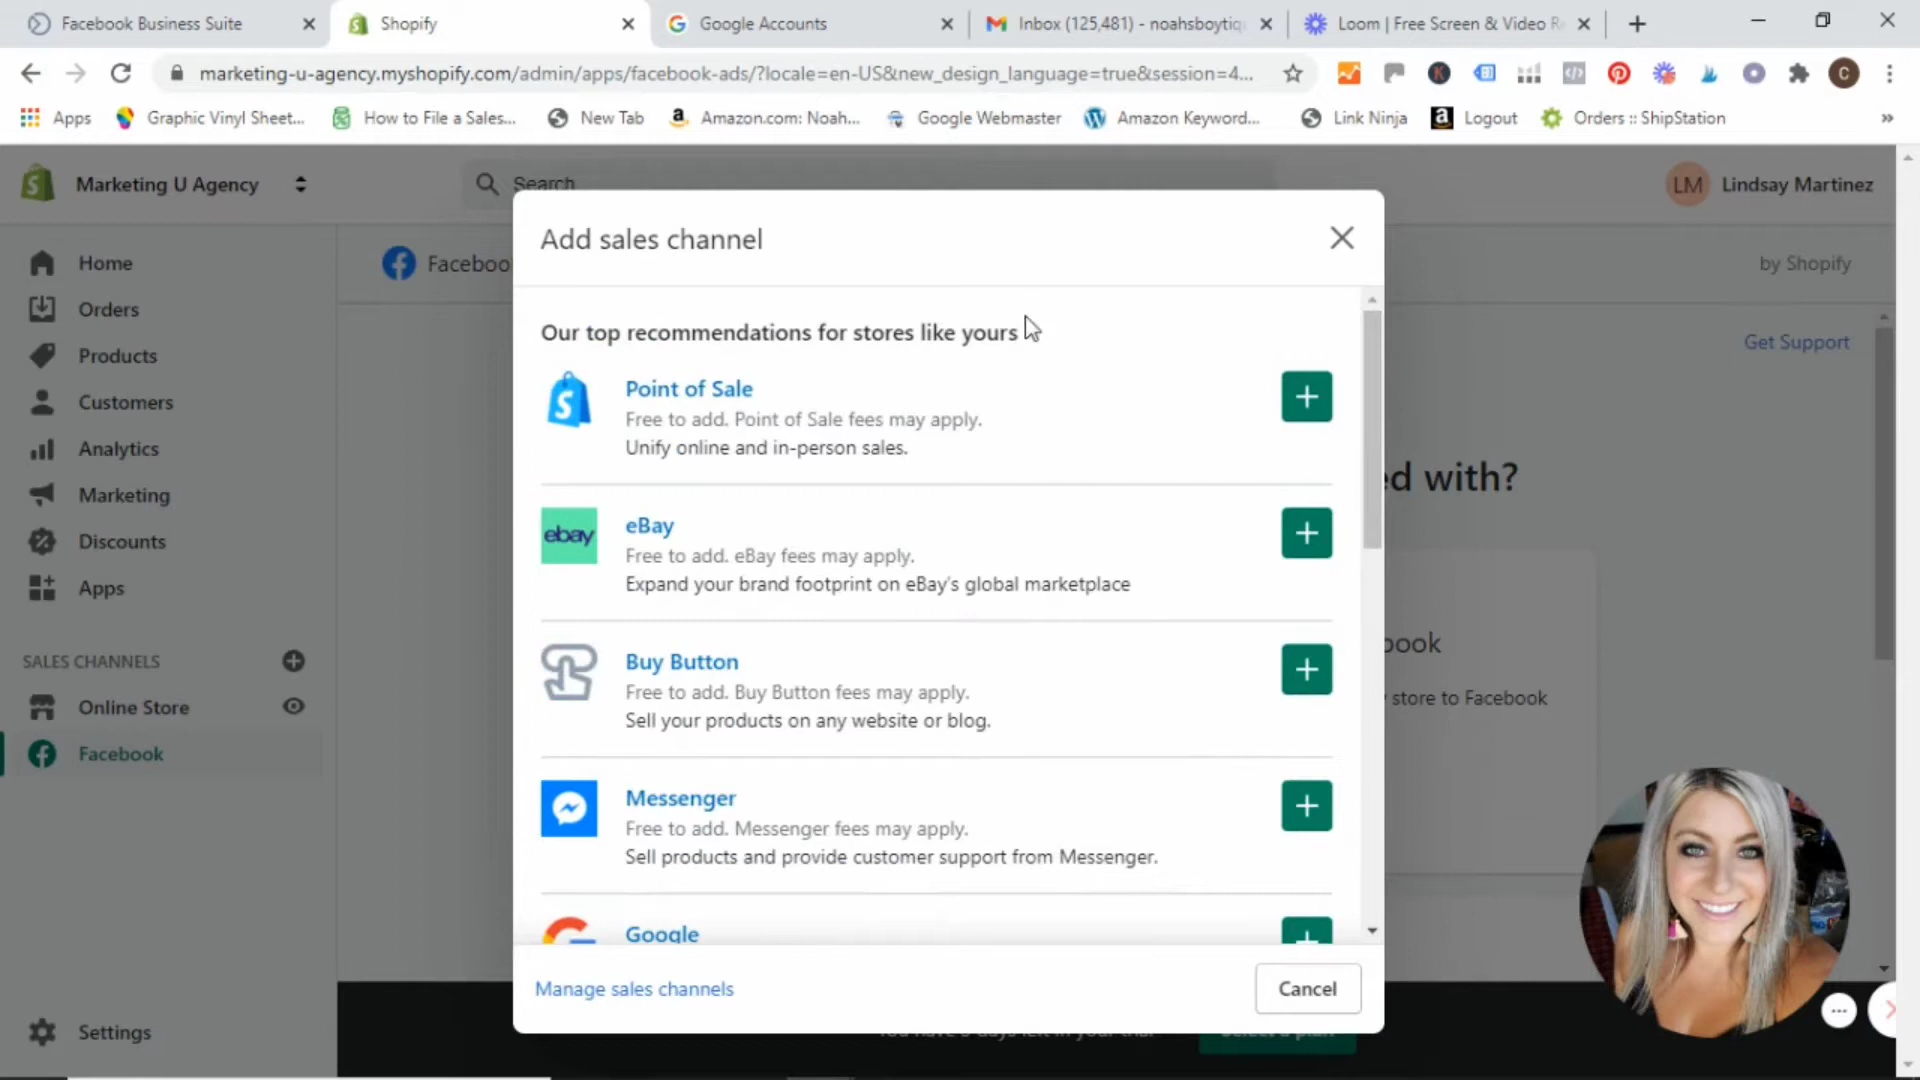 Facebook Business Suite
Shopify
Google Accounts
Inbox (125,481) - noahsboytiq
Loom | Free Screen & Video Re
marketing-u-agency.myshopify.com/admin/apps/facebook-ads/?locale=en-US&new_design_language=true&session=4...
C
Apps
Graphic Vinyl Sheet...
How to File a Sales...
New Tab
Amazon.com: Noah...
Google Webmaster
Amazon Keyword...
Link Ninja
Logout
Orders :: ShipStation
»
Marketing U Agency
Search
LM
Lindsay Martinez
Home
Orders
Products
Customers
Analytics
Marketing
Discounts
Apps
SALES CHANNELS
Online Store
Facebook
Settings
Faceboo
by Shopify
Get Support
ed with?
book
store to Facebook
Add sales channel
Our top recommendations for stores like yours
Point of Sale
Free to add. Point of Sale fees may apply.
Unify online and in-person sales.
ebay
eBay
Free to add. eBay fees may apply.
Expand your brand footprint on eBay's global marketplace
Buy Button
Free to add. Buy Button fees may apply.
Sell your products on any website or blog.
Messenger
Free to add. Messenger fees may apply.
Sell products and provide customer support from Messenger.
Google
Manage sales channels
Cancel